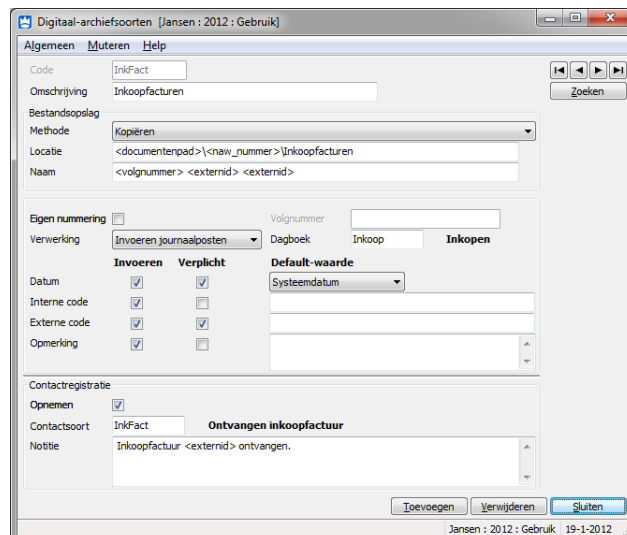 Digitaal-archiefsoorten [Jansen : 2012 : Gebruik]
Algemeen Muteren Help
Code InkFact
Omschrijving Inkoopfacturen Zoeken
Bestandsopslag
Methode Kopiëren
Locatie <documentenpad>\<naw_nummer>\Inkoopfacturen
Naam <volgnummer> <externid> <externid>
Eigen nummering Volgnummer
Verwerking Invoeren journaalposten Dagboek Inkoop Inkopen
Invoeren Verplicht Default-waarde
Datum Systeemdatum
Interne code
Externe code
Opmerking
Contactregistratie
Opnemen
Contactsoort InkFact Ontvangen inkoopfactuur
Notitie Inkoopfactuur <externid> ontvangen.
Toevoegen Verwijderen Sluiten
Jansen : 2012 : Gebruik 19-1-2012